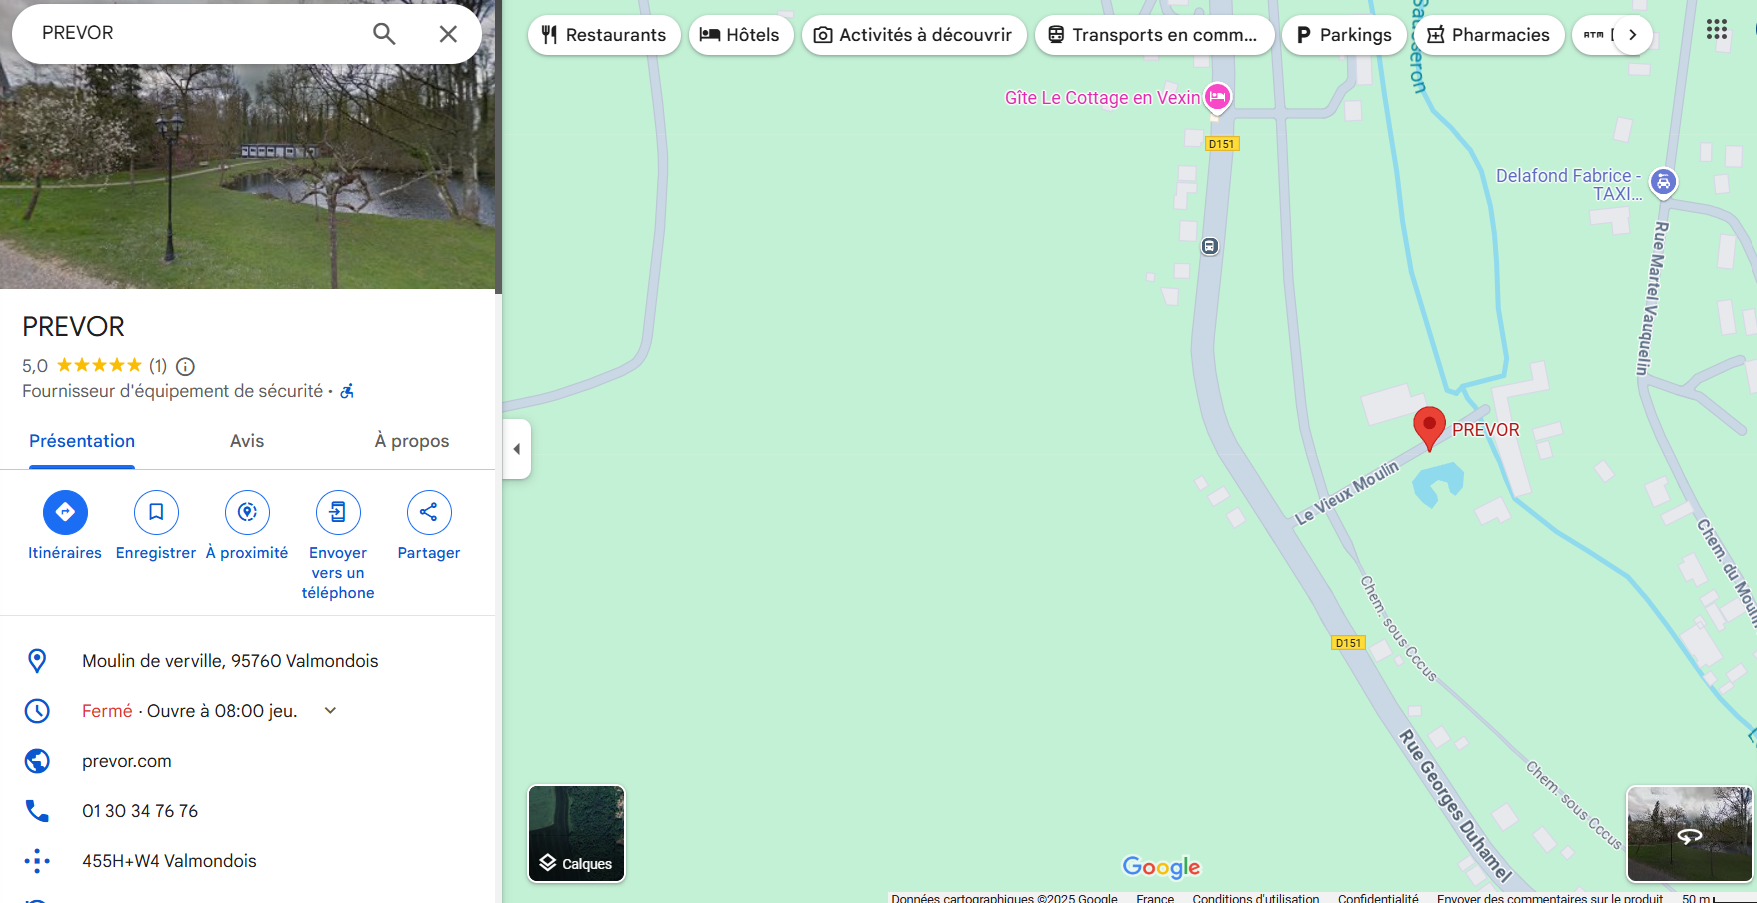 PREVOR
PREVOR
5,0 (1)
Fournisseur d'équipement de sécurité ·
Présentation
Avis
À propos
Itinéraires
Enregistrer
À proximité
Envoyer
vers un
téléphone
Partager
Moulin de verville, 95760 Valmondois
Fermé · Ouvre à 08:00 jeu.
prevor.com
01 30 34 76 76
455H+W4 Valmondois
Restaurants
Hôtels
Activités à découvrir
Transports en comm...
Parkings
Pharmacies
ATM
Gîte Le Cottage en Vexin
D151
Delafond Fabrice -
TAXI...
Rue Martel Vauquelin
PREVOR
Le Vieux Moulin
Chem. sous Cccus
D151
Rue Georges Duhamel
Chem. sous Cccus
Calques
Google
Données cartographiques ©2025 Google
France
Conditions d'utilisation
Confidentialité
Envoyer des commentaires sur le produit
50 m